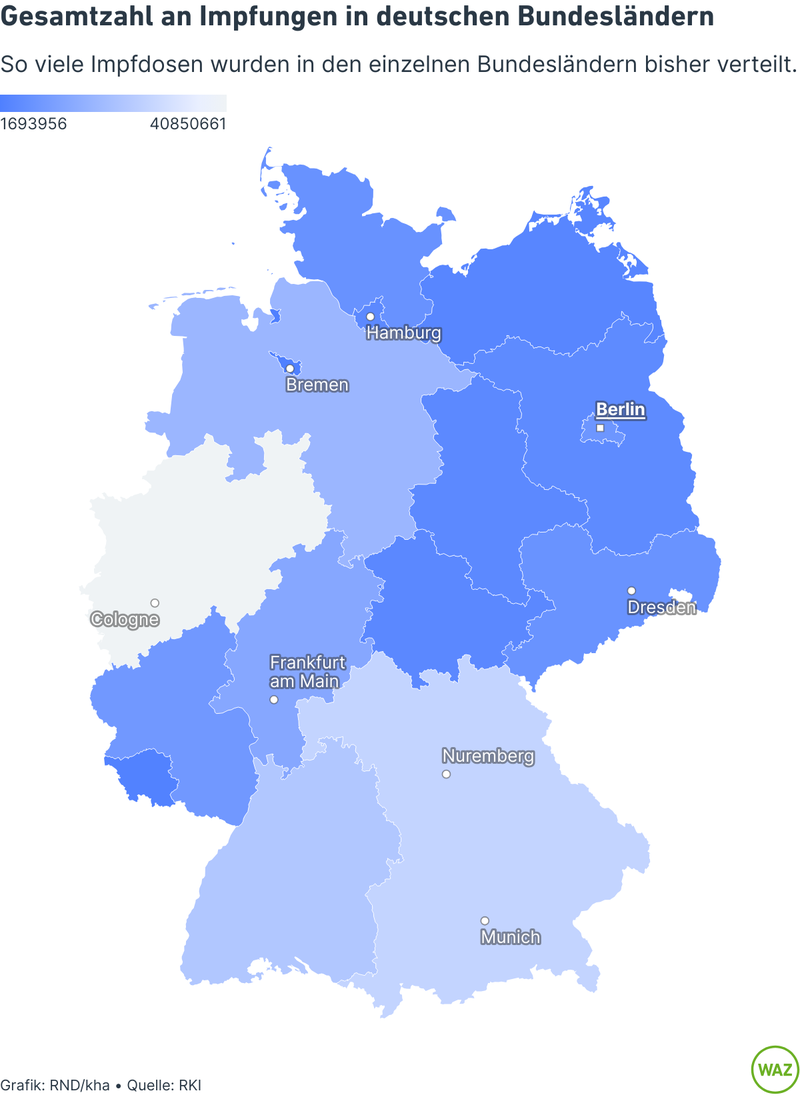 Gesamtzahl an Impfungen in deutschen Bundesländern
So viele Impfdosen wurden in den einzelnen Bundesländern bisher verteilt.
1693956 40850661
Hamburg
Bremen
Berlin
Cologne
Dresden
Frankfurt
am Main
Nuremberg
Munich
WAZ
Grafik: RND/kha • Quelle: RKI